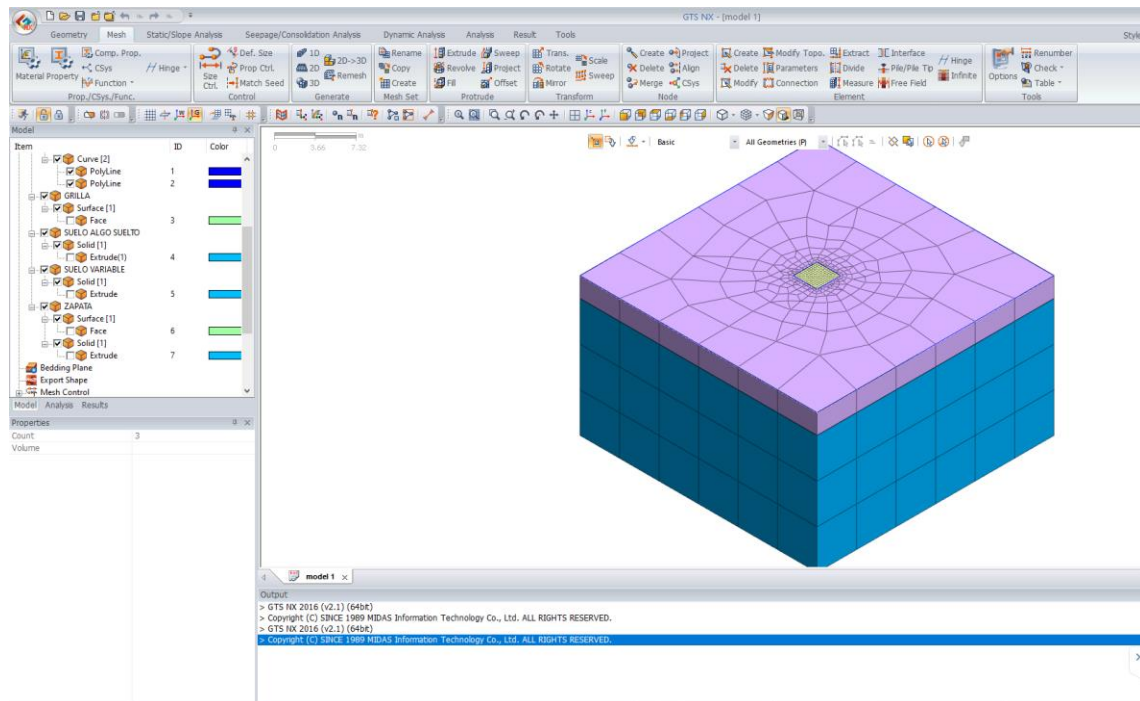 GTS NX - [model 1]
Geometry Mesh Static/Slope Analysis Seepage/Consolidation Analysis Dynamic Analysis Analysis Result Tools Style
Material Property
Comp. Prop.
CSys
Function
Hinge
Prop./CSys./Func.
Size Ctrl.
Def. Size
Prop Ctrl.
Match Seed
Control
1D
2D
3D
2D->3D
Remesh
Generate
Rename
Copy
Create
Mesh Set
Extrude Sweep
Revolve Project
Fill Offset
Protrude
Trans.
Rotate
Mirror
Scale
Sweep
Transform
Create Project
Delete Align
Merge CSys
Node
Create Modify Topo. Extract Interface
Delete Parameters Divide Pile/Pile Tip
Modify Connection Measure Free Field
Hinge
Infinite
Element
Options
Renumber
Check
Table
Tools
Model
Item ID Color
Curve [2]
PolyLine 1
PolyLine 2
GRILLA
Surface [1]
Face 3
SUELO ALGO SUELTO
Solid [1]
Extrude(1) 4
SUELO VARIABLE
Solid [1]
Extrude 5
ZAPATA
Surface [1]
Face 6
Solid [1]
Extrude 7
Bedding Plane
Export Shape
Mesh Control
Model Analysis Results
Properties
Count 3
Volume
0 3.66 7.32
Basic All Geometries (P)
model 1
Output
> GTS NX 2016 (v2.1) (64bit)
> Copyright (C) SINCE 1989 MIDAS Information Technology Co., Ltd. ALL RIGHTS RESERVED.
> GTS NX 2016 (v2.1) (64bit)
> Copyright (C) SINCE 1989 MIDAS Information Technology Co., Ltd. ALL RIGHTS RESERVED.